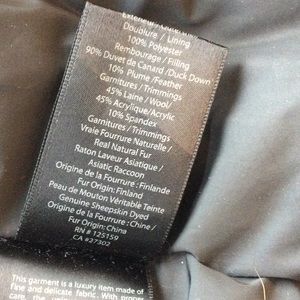 Doublure / Lining
100% Polyester
Rembourrage / Filling
90% Duvet de Canard /Duck Down
10% Plume /Feather
Garnitures / Trimmings
45% Laine / Wool
45% Acrylique/Acrylic
10% Spandex
Garnitures / Trimmings
Vraie Fourrure Naturelle /
Real Natural Fur
Raton Laveur Asiatique /
Asiatic Raccoon
Origine de la Fourrure : Finlande
Fur Origin: Finland
Peau de Mouton Véritable Teinte
Genuine Sheepskin Dyed
Origine de la Fourrure : Chine /
Fur Origin: China
RN # 125159
CA #27302
This garment is a luxury item made of
fine and delicate fabric. With proper
care, the